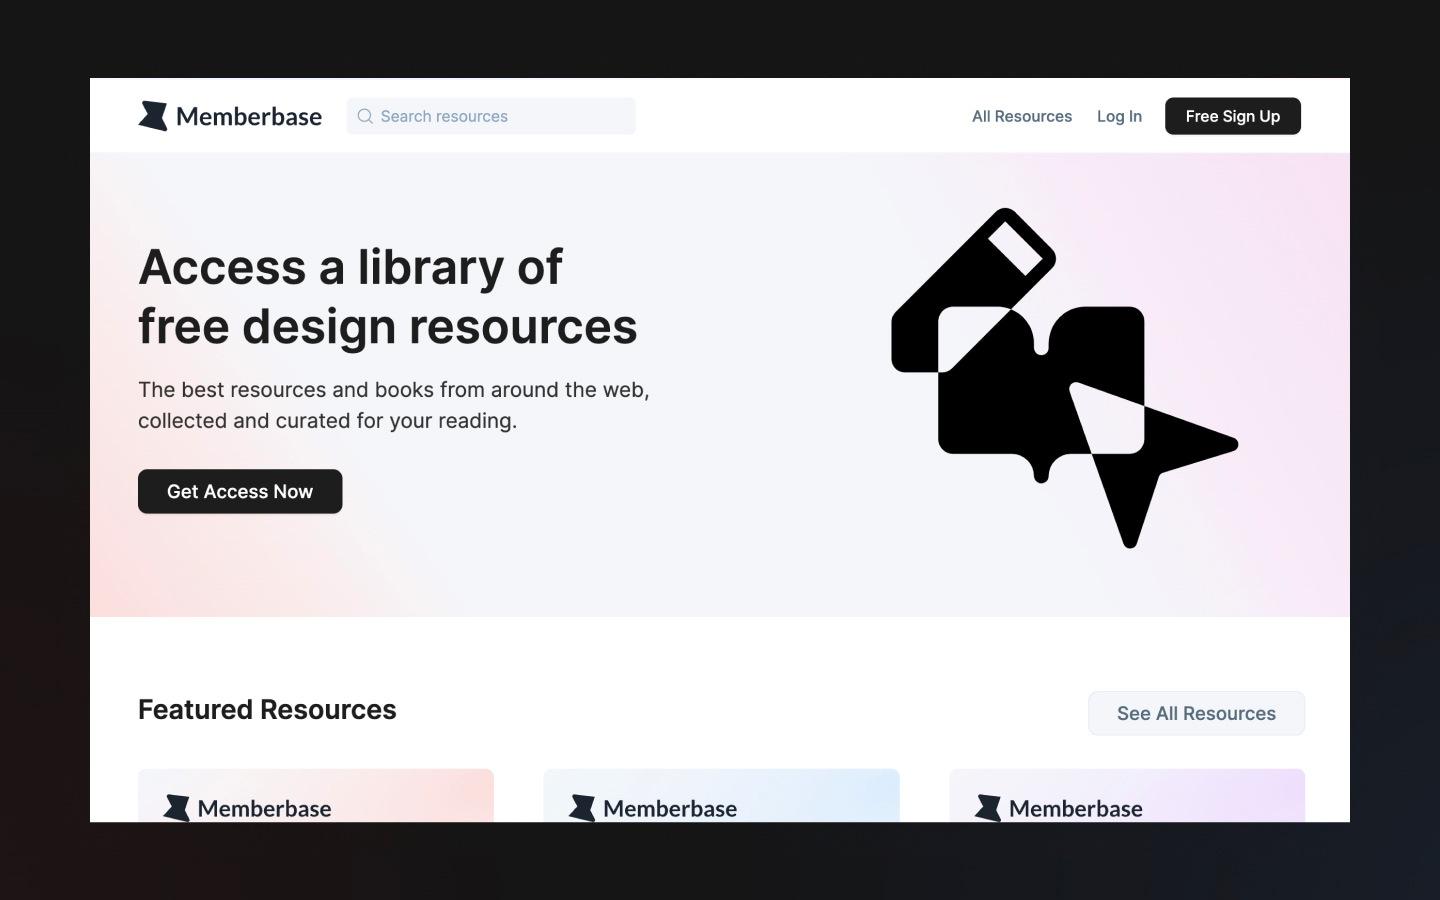 Memberbase
Search resources
All Resources
Log In
Free Sign Up
Access a library of
free design resources
The best resources and books from around the web,
collected and curated for your reading.
Get Access Now
Featured Resources
See All Resources
Memberbase
Memberbase
Memberbase